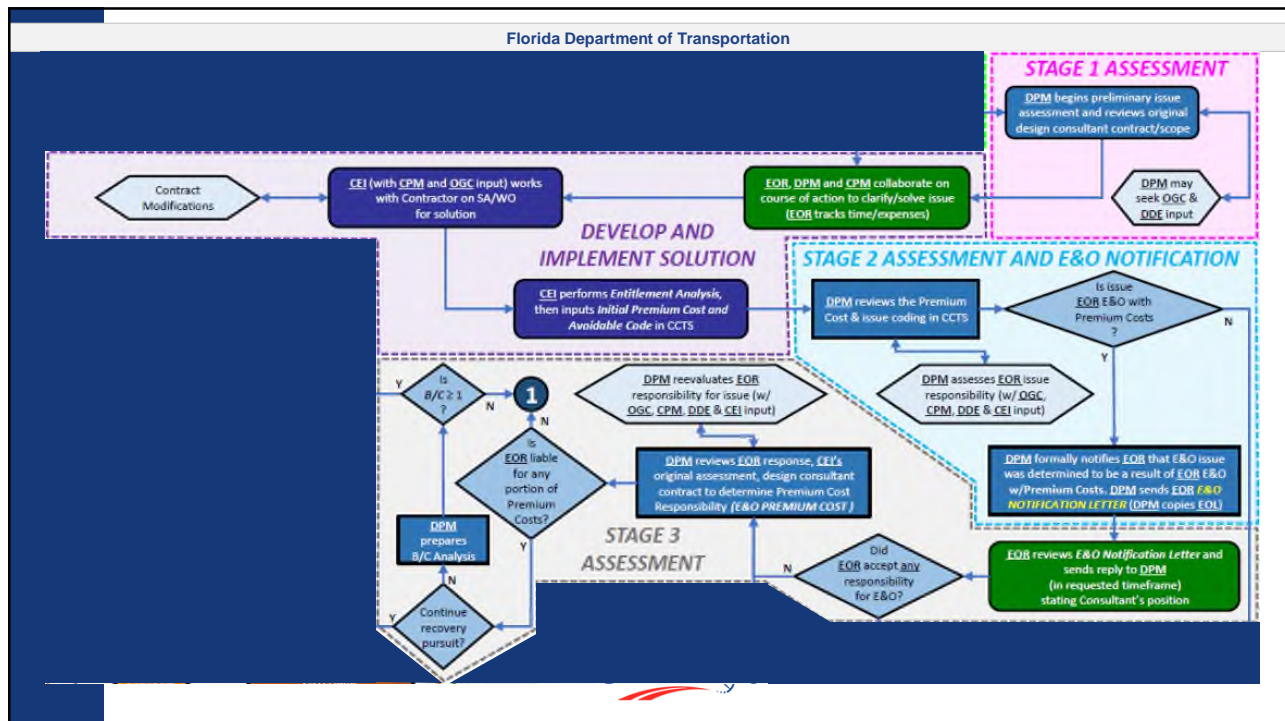 Florida Department of Transportation
STAGE 1 ASSESSMENT
DPM begins preliminary issue
assessment and reviews original
design consultant contract/scope
DPM may
seek OGC &
DDE input
EOR, DPM and CPM collaborate on
course of action to clarify/solve issue
(EOR tracks time/expenses)
CEI (with CPM and OGC input) works
with Contractor on SA/WO
for solution
Contract
Modifications
DEVELOP AND
IMPLEMENT SOLUTION
CEI performs Entitlement Analysis,
then inputs Initial Premium Cost and
Avoidable Code in CCTS
STAGE 2 ASSESSMENT AND E&O NOTIFICATION
DPM reviews the Premium
Cost & issue coding in CCTS
Is issue
EOR E&O with
Premium Costs
?
N
Y
DPM assesses EOR issue
responsibility (w/ OGC,
CPM, DDE & CEI input)
DPM formally notifies EOR that E&O issue
was determined to be a result of EOR E&O
w/Premium Costs. DPM sends EOR E&O
NOTIFICATION LETTER (DPM copies EOL)
EOR reviews E&O Notification Letter and
sends reply to DPM
(in requested timeframe)
stating Consultant's position
Did
EOR accept any
responsibility
for E&O?
N
DPM reevaluates EOR
responsibility for issue (w/
OGC, CPM, DDE & CEI input)
DPM reviews EOR response, CEI's
original assessment, design consultant
contract to determine Premium Cost
Responsibility (E&O PREMIUM COST )
STAGE 3
ASSESSMENT
Is
EOR liable
for any
portion of
Premium
Costs?
N
Y
1
Y
Is
B/C ≥ 1
?
N
DPM
prepares
B/C Analysis
N
Continue
recovery
pursuit?
Y